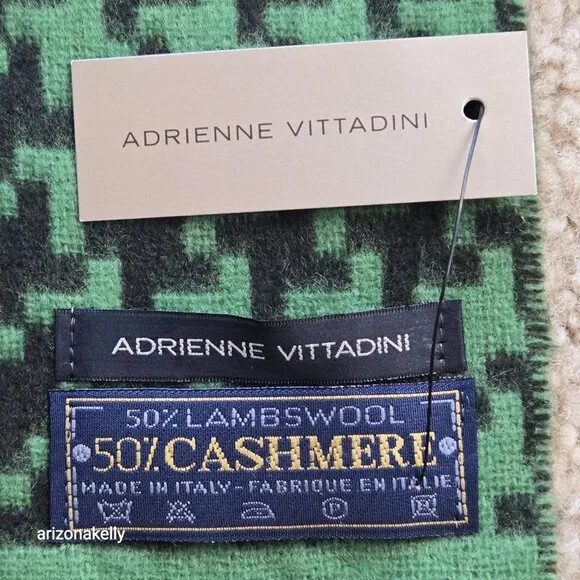 ADRIENNE VITTADINI
ADRIENNE VITTADINI
50% LAMBSWOOL
50% CASHMERE
MADE IN ITALY - FABRIQUE EN ITALIE
P
arizonakelly